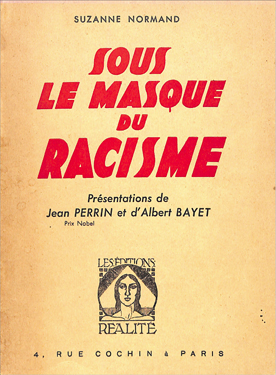 SUZANNE NORMAND
SOUS
LE MASQUE
DU
RACISME
Présentations de
Jean PERRIN et d'Albert BAYET
Prix Nobel
LES ÉDITIONS
RÉALITÉ
4, RUE COCHIN à PARIS